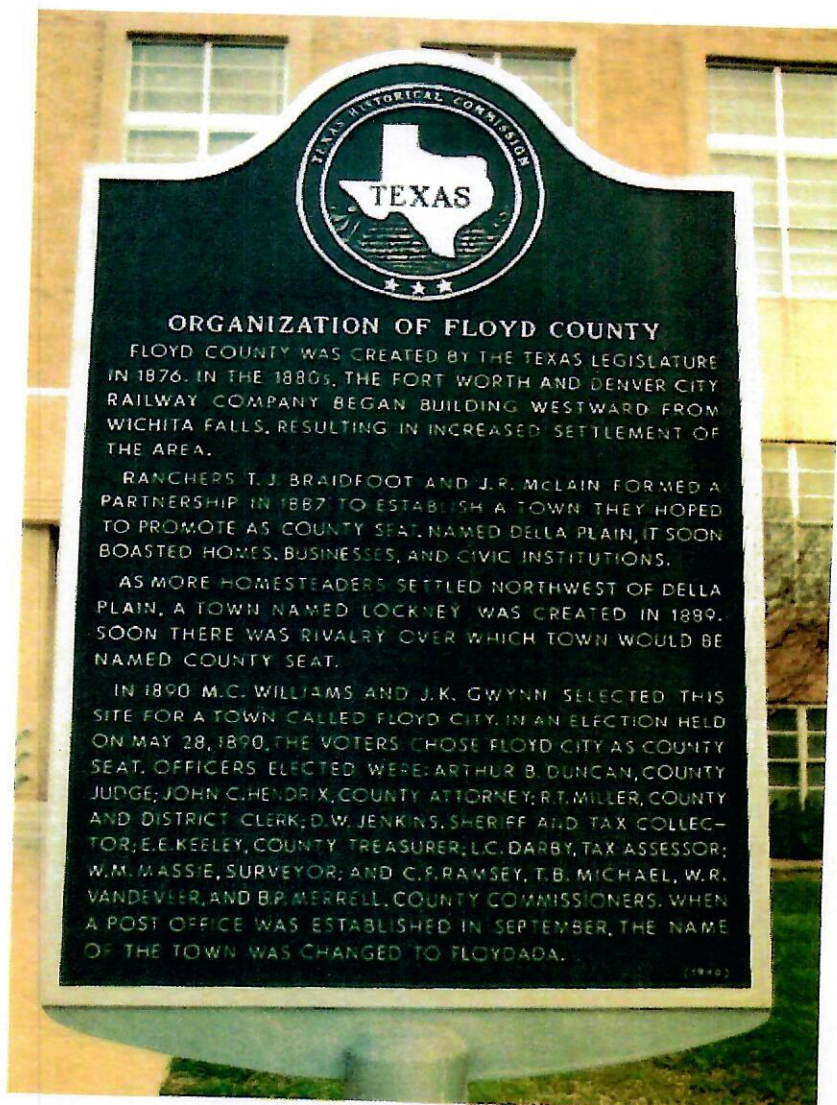 TEXAS HISTORICAL COMMISSION
TEXAS
ORGANIZATION OF FLOYD COUNTY
FLOYD COUNTY WAS CREATED BY THE TEXAS LEGISLATURE
IN 1876. IN THE 1880s, THE FORT WORTH AND DENVER CITY
RAILWAY COMPANY BEGAN BUILDING WESTWARD FROM
WICHITA FALLS, RESULTING IN INCREASED SETTLEMENT OF
THE AREA.
RANCHERS T. J. BRAIDFOOT AND J.R. McLAIN FORMED A
PARTNERSHIP IN 1887 TO ESTABLISH A TOWN THEY HOPED
TO PROMOTE AS COUNTY SEAT. NAMED DELLA PLAIN, IT SOON
BOASTED HOMES, BUSINESSES, AND CIVIC INSTITUTIONS.
AS MORE HOMESTEADERS SETTLED NORTHWEST OF DELLA
PLAIN, A TOWN NAMED LOCKNEY WAS CREATED IN 1889.
SOON THERE WAS RIVALRY OVER WHICH TOWN WOULD BE
NAMED COUNTY SEAT.
IN 1890 M.C. WILLIAMS AND J.K. GWYNN SELECTED THIS
SITE FOR A TOWN CALLED FLOYD CITY. IN AN ELECTION HELD
ON MAY 28, 1890, THE VOTERS CHOSE FLOYD CITY AS COUNTY
SEAT. OFFICERS ELECTED WERE: ARTHUR B. DUNCAN, COUNTY
JUDGE; JOHN C. HENDRIX, COUNTY ATTORNEY; R.T. MILLER, COUNTY
AND DISTRICT CLERK; D.W. JENKINS, SHERIFF AND TAX COLLEC-
TOR; E.E. KEELEY, COUNTY TREASURER; L.C. DARBY, TAX ASSESSOR;
W.M. MASSIE, SURVEYOR; AND C.F. RAMSEY, T.B. MICHAEL, W.R.
VANDEVEER, AND B.P. MERRELL, COUNTY COMMISSIONERS. WHEN
A POST OFFICE WAS ESTABLISHED IN SEPTEMBER, THE NAME
OF THE TOWN WAS CHANGED TO FLOYDADA.